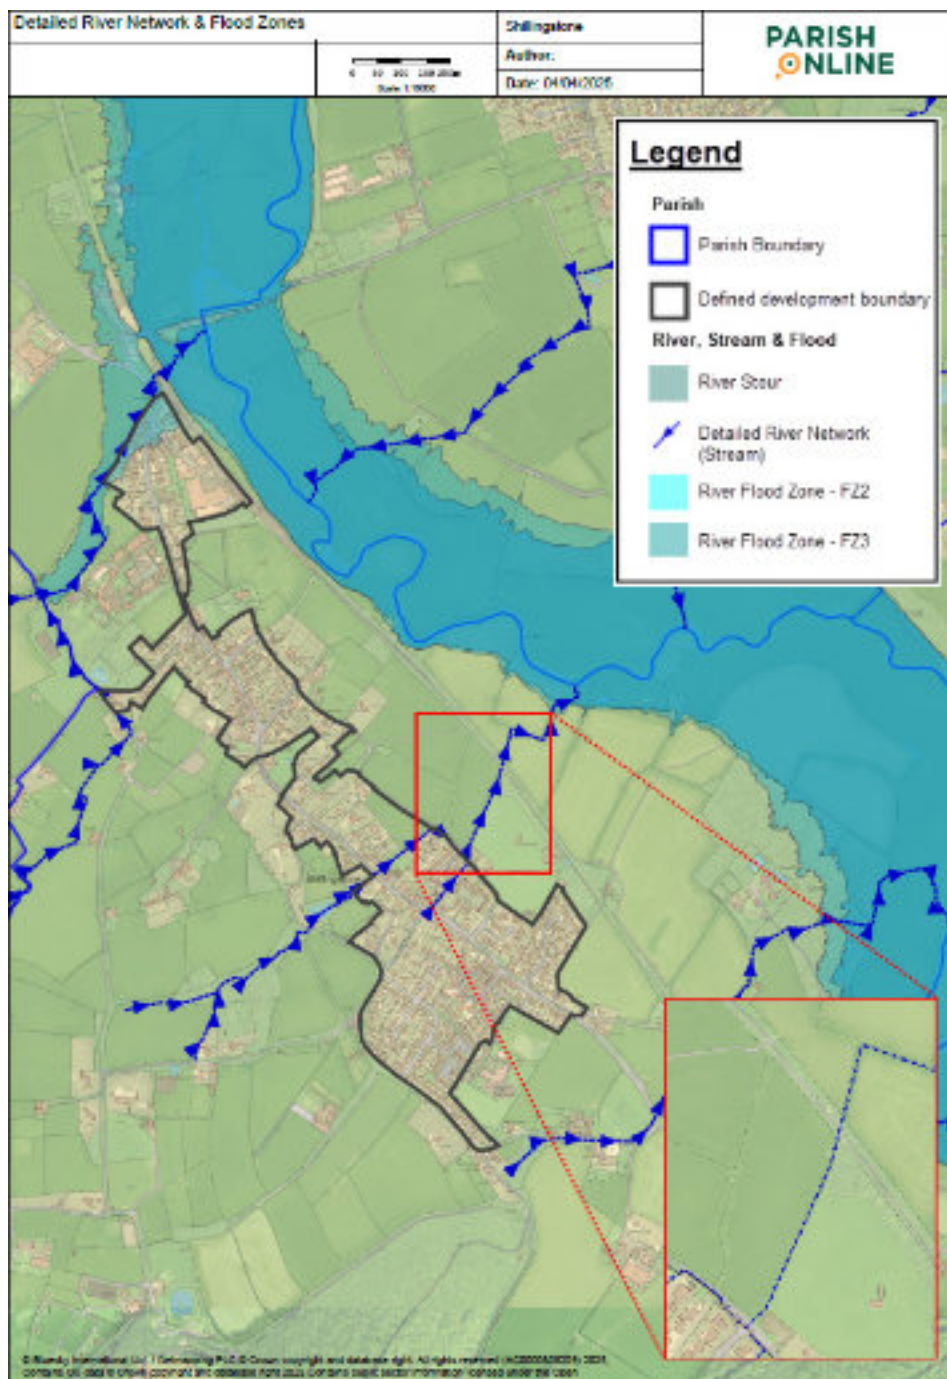 Detailed River Network & Flood Zones
Shillingstone
Author:
Date: 04/04/2025
PARISH
ONLINE
Legend
Parish
Parish Boundary
Defined development boundary
River, Stream & Flood
River Stour
Detailed River Network
(Stream)
River Flood Zone - FZ2
River Flood Zone - FZ3